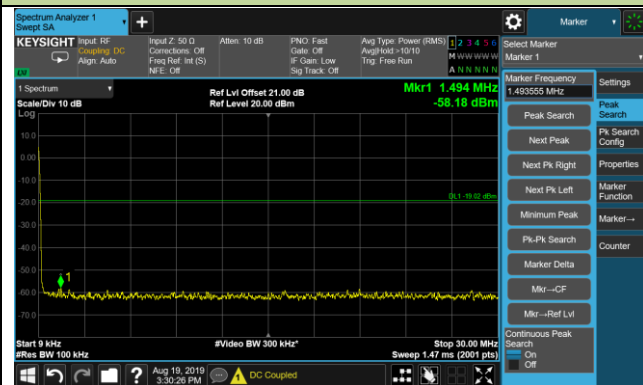 Spectrum Analyzer 1
Swept SA
Marker
KEYSIGHT
Input: RF
Coupling: DC
Align: Auto
Input Z: 50 Ω
Corrections: Off
Freq Ref: Int (S)
NFE: Off
Atten: 10 dB
PNO: Fast
Gate: Off
IF Gain: Low
Sig Track: Off
Avg Type: Power (RMS)
Avg|Hold:>10/10
Trig: Free Run
1 2 3 4 5 6
M W W W W W
A N N N N N
LXI
Select Marker
Marker 1
1 Spectrum
Scale/Div 10 dB
Log
Ref Lvl Offset 21.00 dB
Ref Level 20.00 dBm
Mkr1 1.494 MHz
-58.18 dBm
10.0
0.00
-10.0
-20.0
-30.0
-40.0
-50.0
-60.0
-70.0
DL1 -19.02 dBm
1
Start 9 kHz
#Res BW 100 kHz
#Video BW 300 kHz*
Stop 30.00 MHz
Sweep 1.47 ms (2001 pts)
Marker Frequency
1.493555 MHz
Peak Search
Next Peak
Next Pk Right
Next Pk Left
Minimum Peak
Pk-Pk Search
Marker Delta
Mkr→CF
Mkr→Ref Lvl
Continuous Peak
Search
On
Off
Settings
Peak
Search
Pk Search
Config
Properties
Marker
Function
Marker→
Counter
?
Aug 19, 2019
3:30:26 PM
DC Coupled